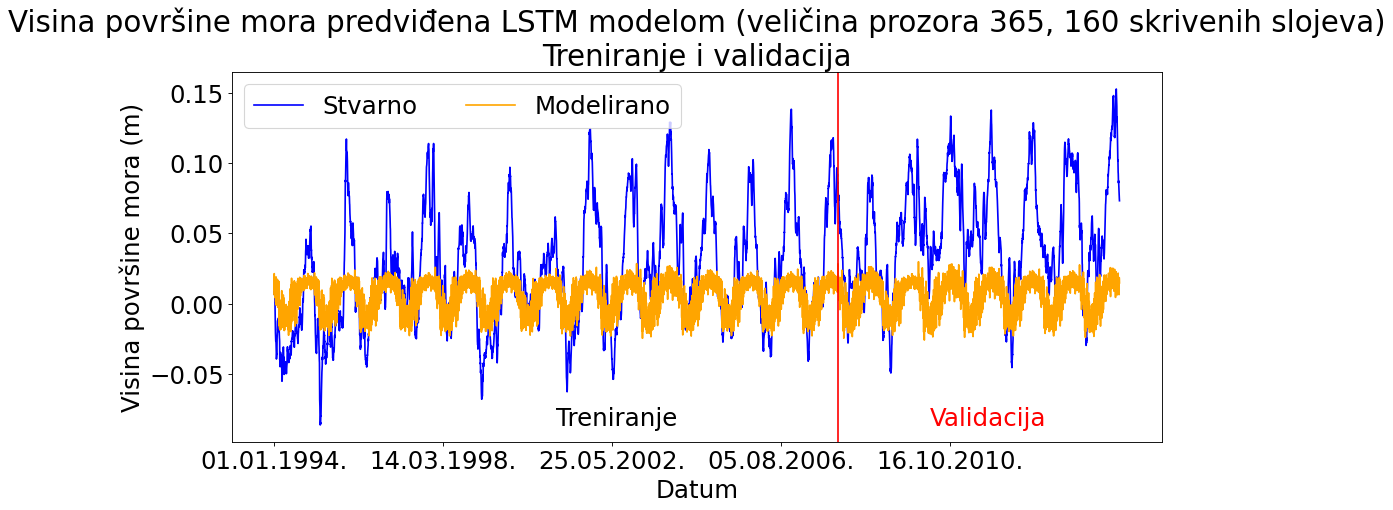 Visina površine mora predviđena LSTM modelom (veličina prozora 365, 160 skrivenih slojeva)
Treniranje i validacija
Stvarno
Modelirano
Visina površine mora (m)
0.15
0.10
0.05
0.00
−0.05
Treniranje
Validacija
01.01.1994.
14.03.1998.
25.05.2002.
05.08.2006.
16.10.2010.
Datum